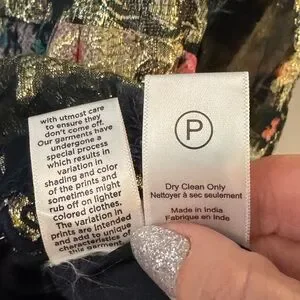 with utmost care
to ensure they
don't come off.
Our garments have
undergone a
special process
which results in
variation in
shading and color
of the prints and
sometimes might
rub off on lighter
colored clothes.
The variation in
prints are intended
and add to unique
characteristics of
this garment
P
Dry Clean Only
Nettoyer à sec seulement
Made in India
Fabrique en Inde